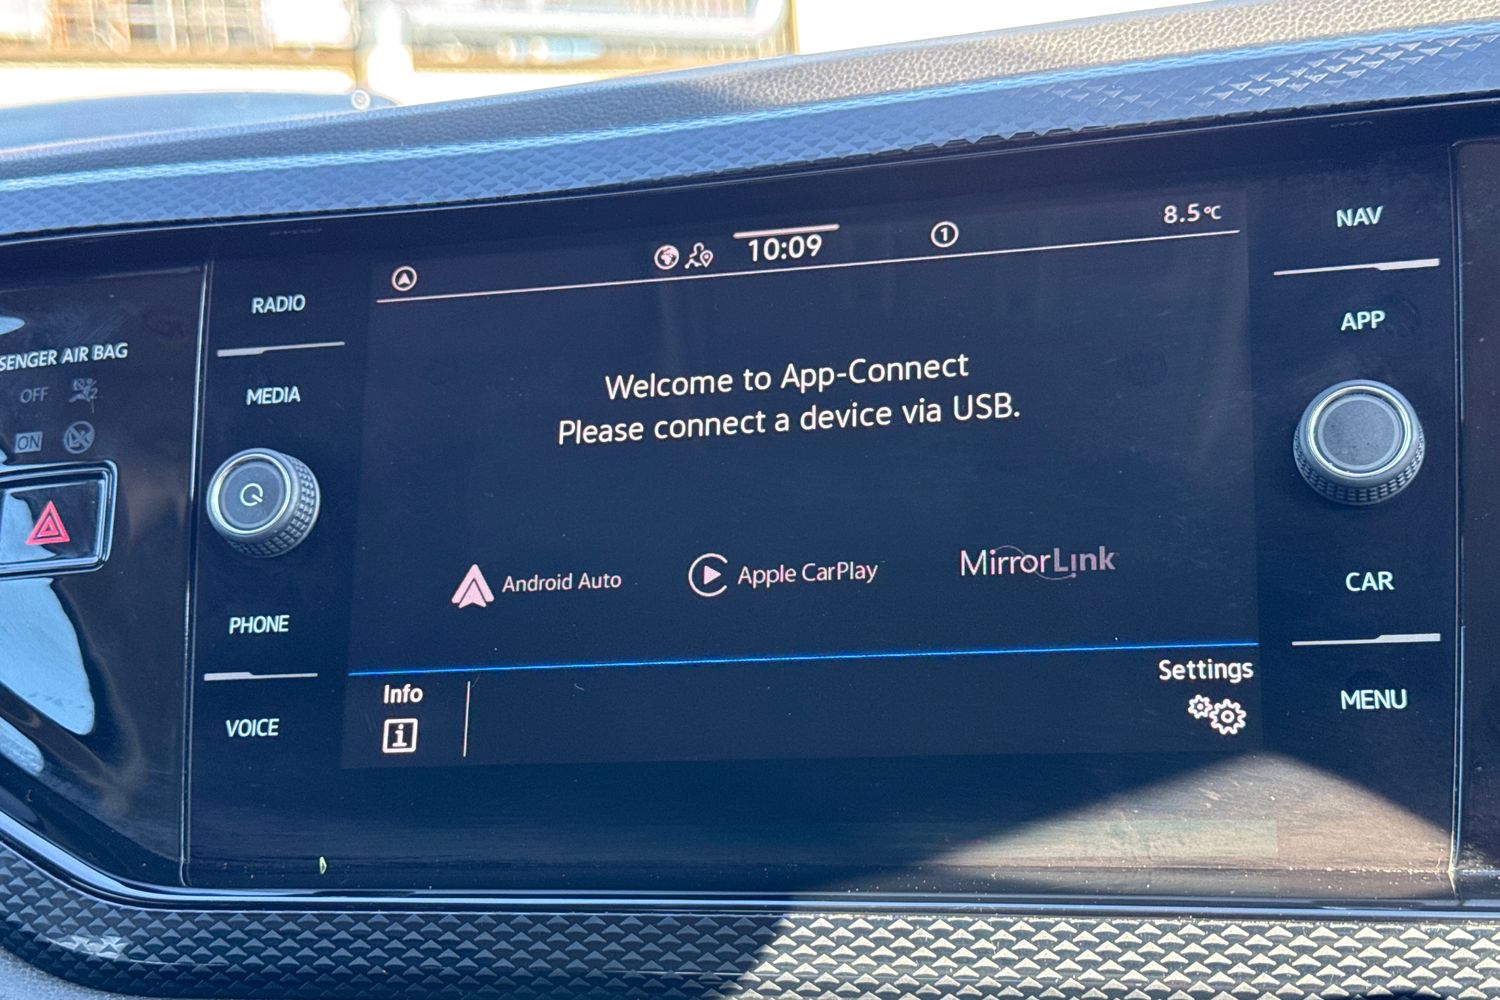 10:09
1
8.5°C
NAV
RADIO
APP
SENGER AIR BAG
OFF
ON
MEDIA
Welcome to App-Connect
Please connect a device via USB.
Android Auto
Apple CarPlay
MirrorLink
PHONE
CAR
Info
Settings
VOICE
MENU